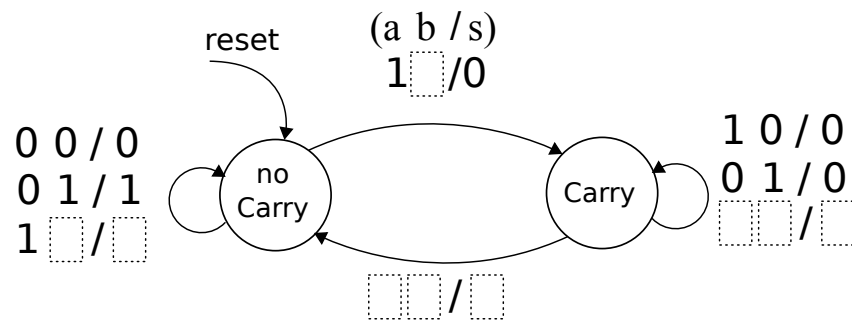 reset
(a b / s)
1 /0
0 0 / 0
0 1 / 1
1 /
no
Carry
Carry
1 0 / 0
0 1 / 0
/
/